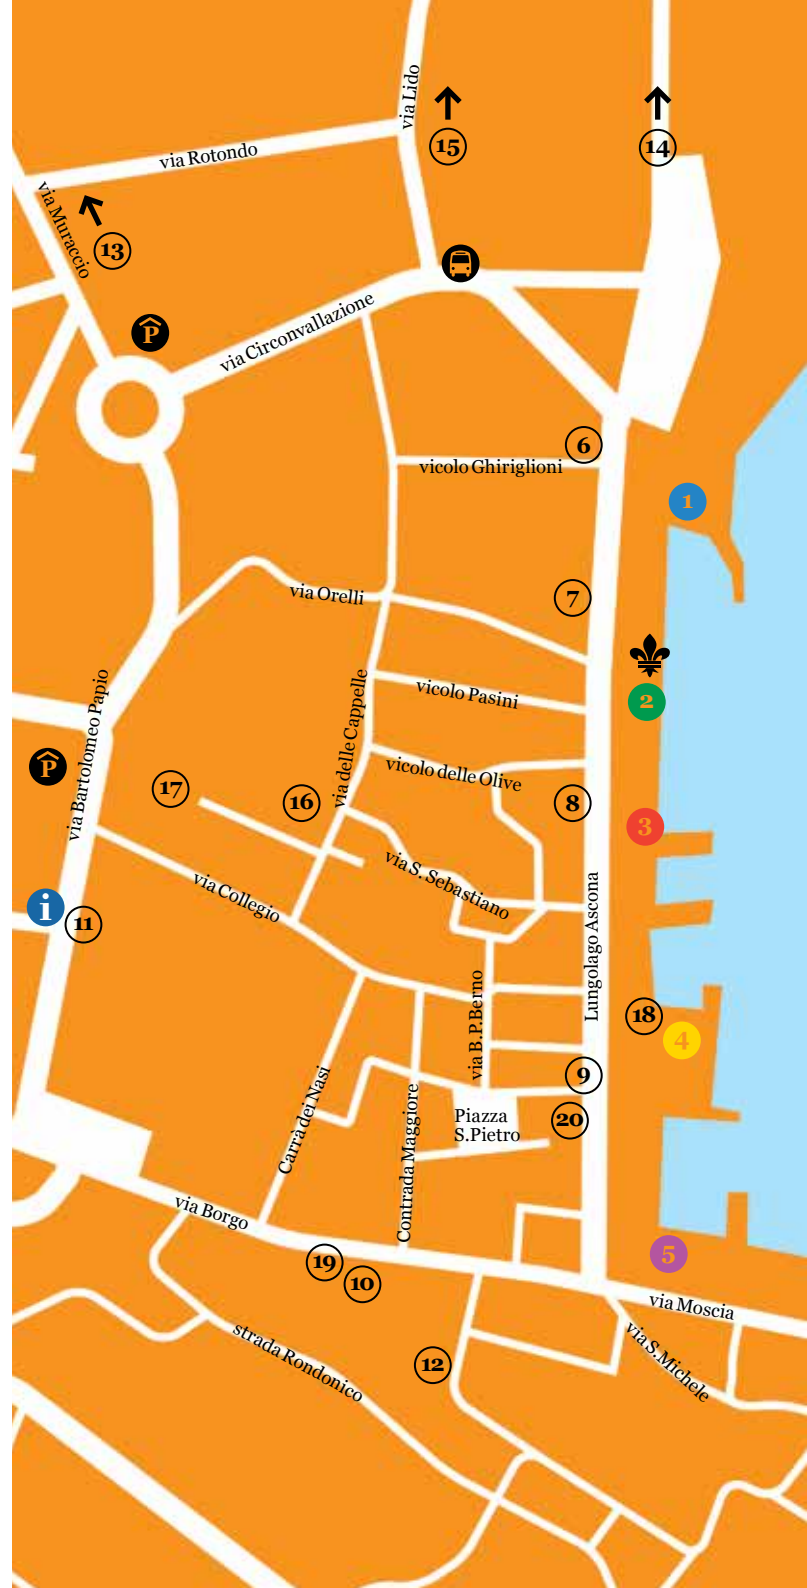 via Lido
15
14
via Rotondo
via Muraccio
13
P
via Circonvallazione
6
vicolo Ghiriglioni
1
7
via Orelli
2
vicolo Pasini
via Bartolomeo Papio
via delle Cappelle
P
vicolo delle Olive
17
16
8
3
via S. Sebastiano
via Collegio
i
11
Lungolago Ascona
via B.P.Berno
18
4
9
Carrà dei Nasi
Contrada Maggiore
Piazza
S.Pietro
20
via Borgo
5
19
10
via Moscia
strada Rondonico
12
via S.Michele